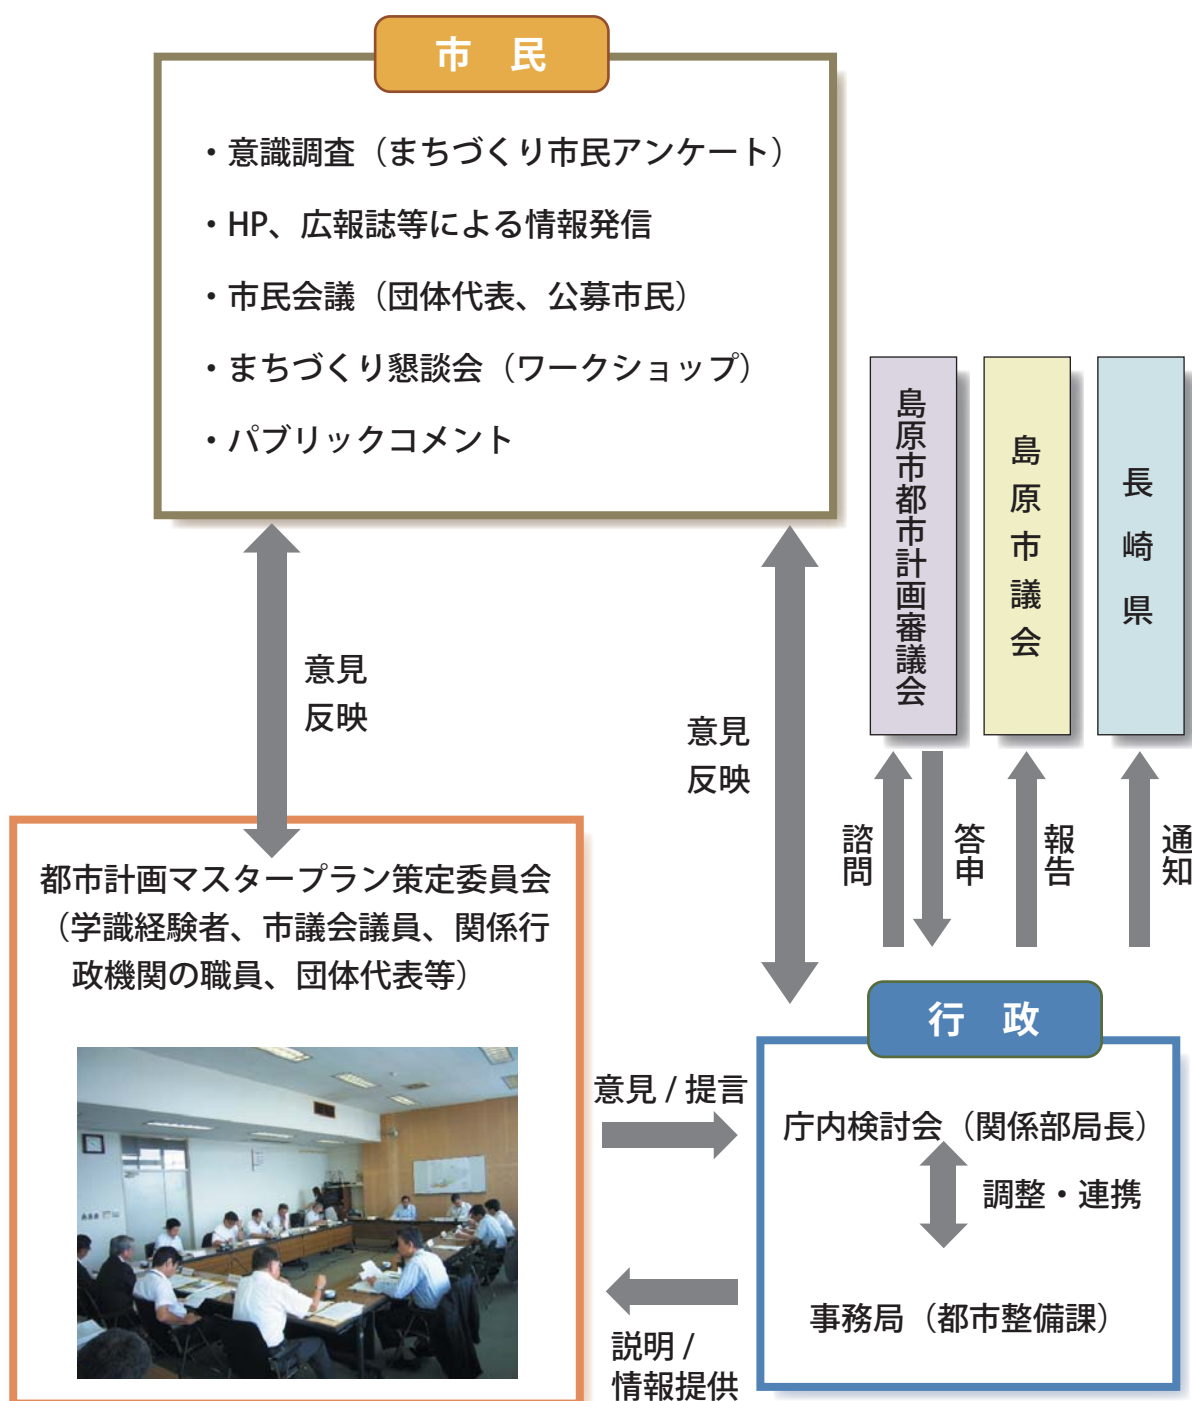 市　民
・意識調査（まちづくり市民アンケート）
・HP、広報誌等による情報発信
・市民会議（団体代表、公募市民）
・まちづくり懇談会（ワークショップ）
・パブリックコメント
島原市都市計画審議会
島原市議会
長崎県
意見
反映
意見
反映
諮問
答申
報告
通知
都市計画マスタープラン策定委員会
（学識経験者、市議会議員、関係行
政機関の職員、団体代表等）
意見 / 提言
説明 /
情報提供
行　政
庁内検討会（関係部局長）
調整・連携
事務局（都市整備課）